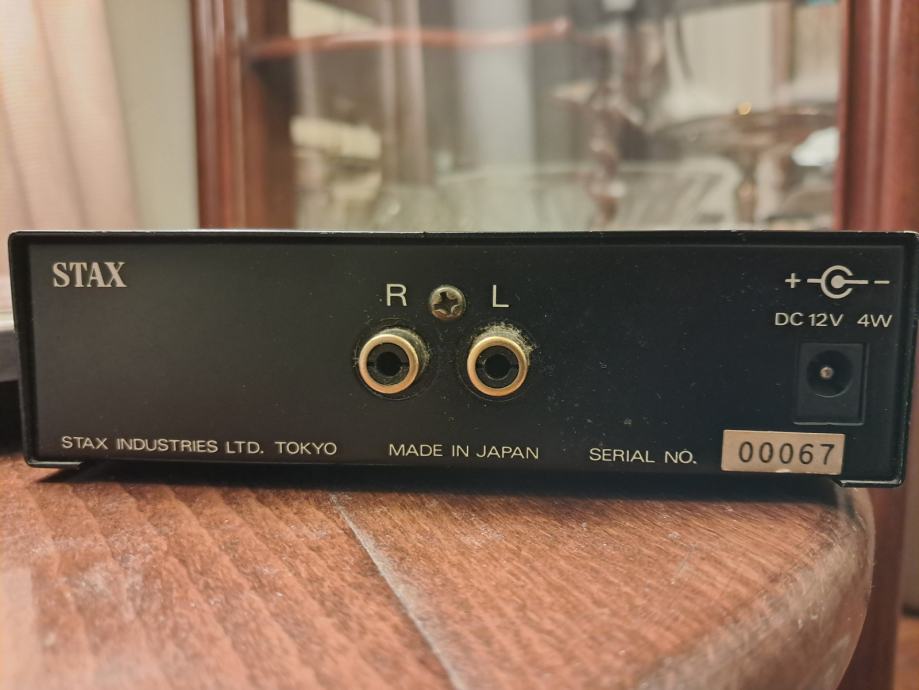 STAX
R L
+ -
DC 12V 4W
STAX INDUSTRIES LTD. TOKYO MADE IN JAPAN SERIAL NO. 00067